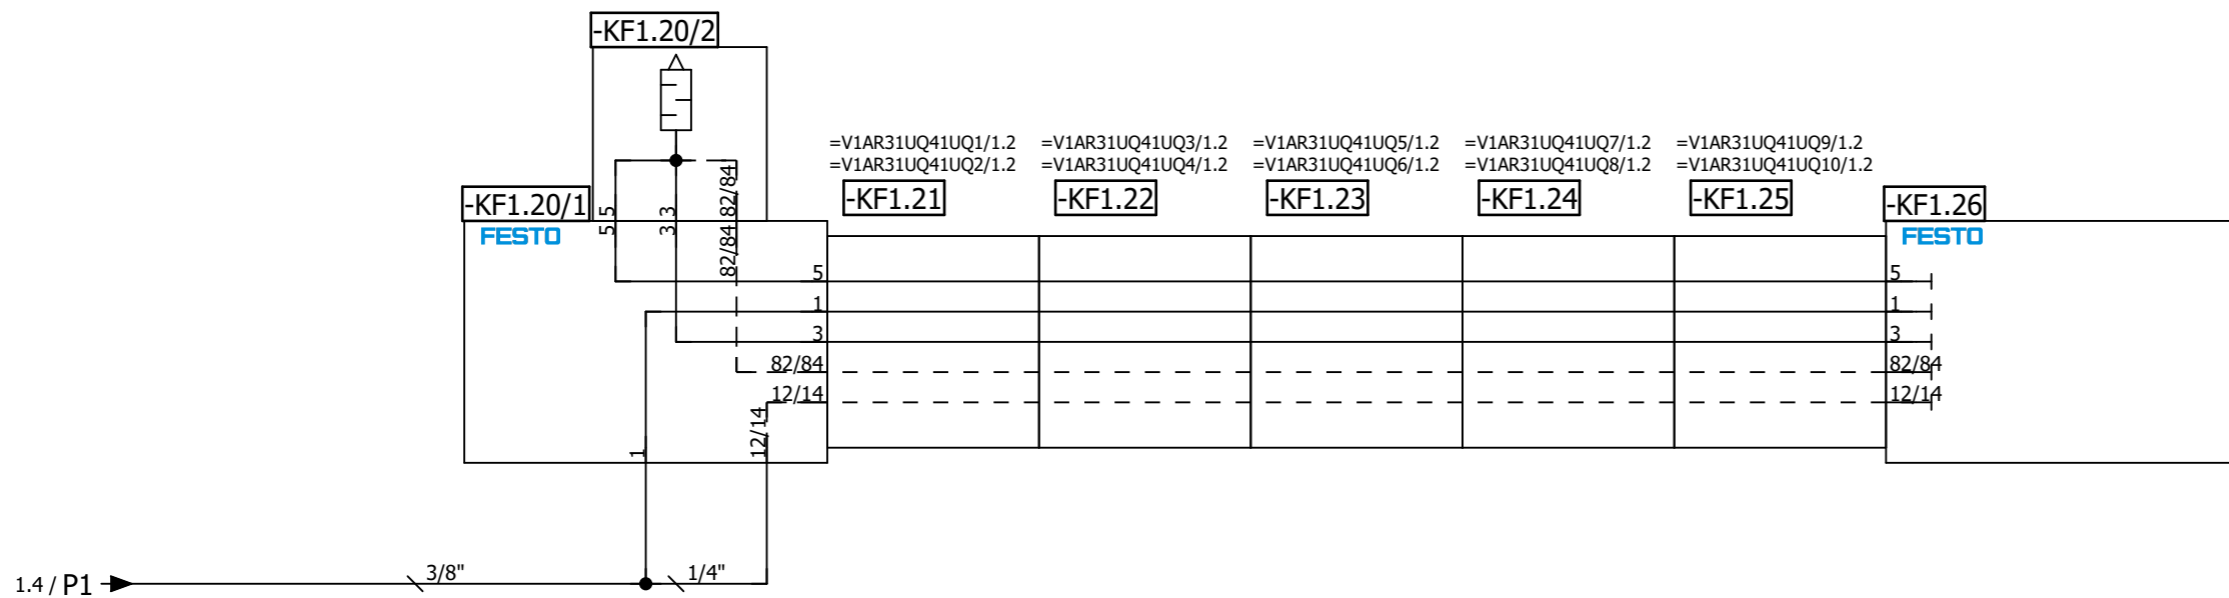 -KF1.20/2
=V1AR31UQ41UQ1/1.2 =V1AR31UQ41UQ3/1.2 =V1AR31UQ41UQ5/1.2 =V1AR31UQ41UQ7/1.2 =V1AR31UQ41UQ9/1.2
=V1AR31UQ41UQ2/1.2 =V1AR31UQ41UQ4/1.2 =V1AR31UQ41UQ6/1.2 =V1AR31UQ41UQ8/1.2 =V1AR31UQ41UQ10/1.2
-KF1.20/1 -KF1.21 -KF1.22 -KF1.23 -KF1.24 -KF1.25 -KF1.26
5 3 82/84
5 3 82/84
FESTO FESTO
5 5
1 1
3 3
82/84 82/84
12/14 12/14
1 12/14
1.4 / P1 3/8" 1/4"